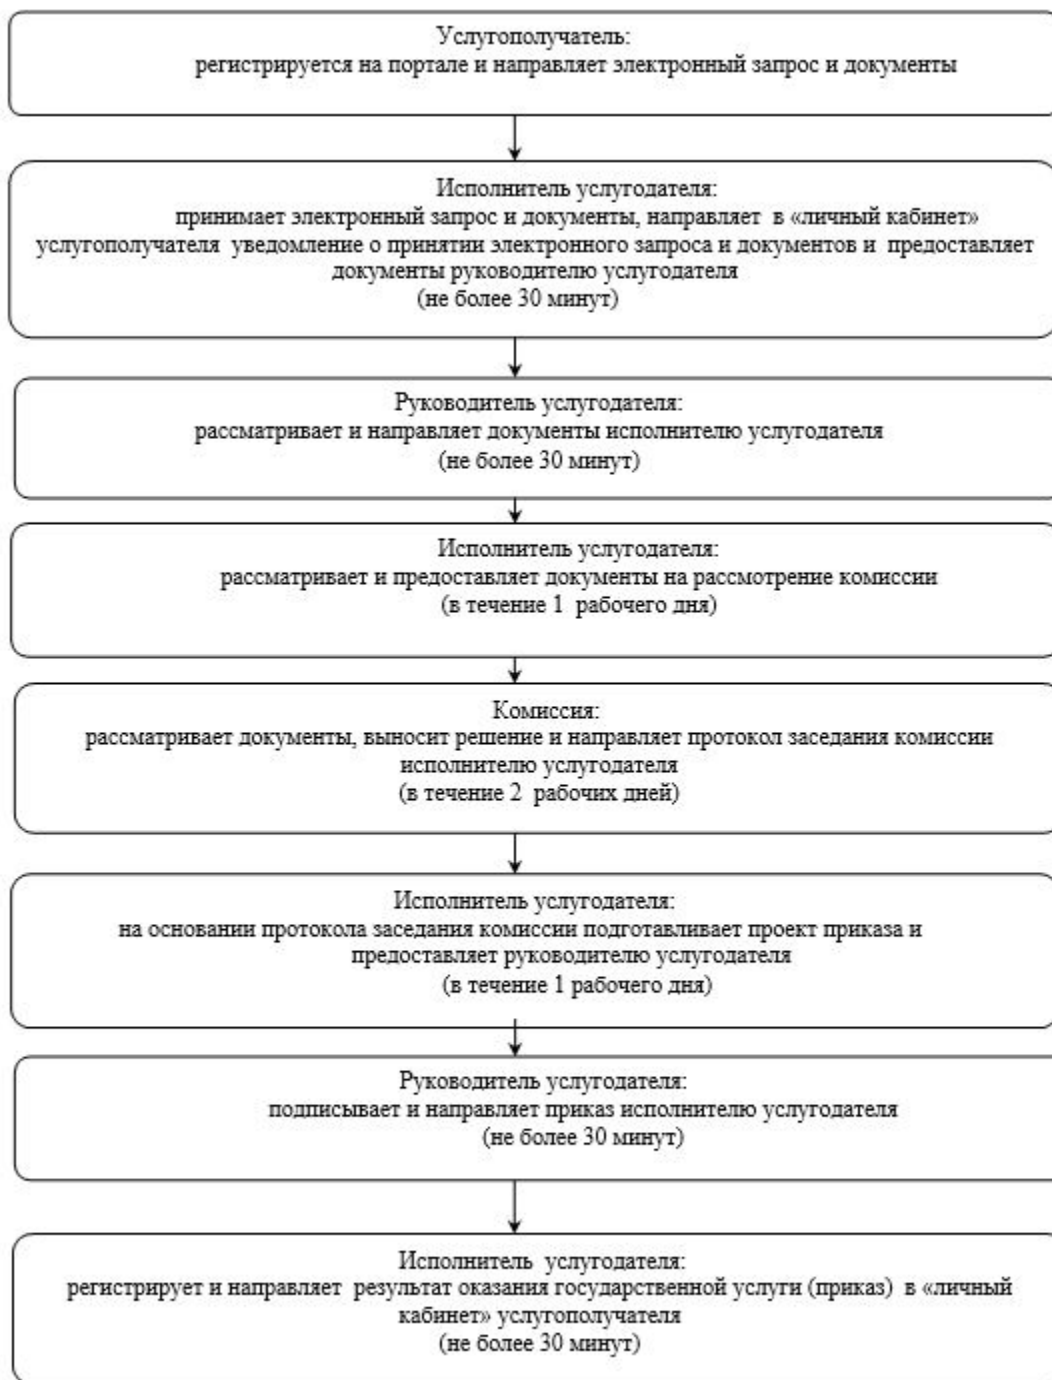 Услугополучатель:
регистрируется на портале и направляет электронный запрос и документы
Исполнитель услугодателя:
принимает электронный запрос и документы, направляет в «личный кабинет»
услугополучателя уведомление о принятии электронного запроса и документов и предоставляет
документы руководителю услугодателя
(не более 30 минут)
Руководитель услугодателя:
рассматривает и направляет документы исполнителю услугодателя
(не более 30 минут)
Исполнитель услугодателя:
рассматривает и предоставляет документы на рассмотрение комиссии
(в течение 1 рабочего дня)
Комиссия:
рассматривает документы, выносит решение и направляет протокол заседания комиссии
исполнителю услугодателя
(в течение 2 рабочих дней)
Исполнитель услугодателя:
на основании протокола заседания комиссии подготавливает проект приказа и
предоставляет руководителю услугодателя
(в течение 1 рабочего дня)
Руководитель услугодателя:
подписывает и направляет приказ исполнителю услугодателя
(не более 30 минут)
Исполнитель услугодателя:
регистрирует и направляет результат оказания государственной услуги (приказ) в «личный
кабинет» услугополучателя
(не более 30 минут)